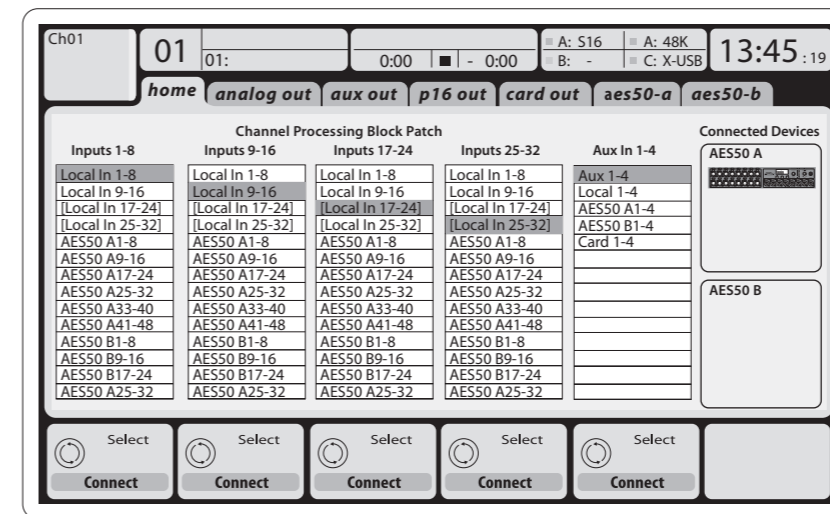 Ch01
01
01:
0:00 - 0:00
A: S16
B: -
A: 48K
C: X-USB
13:45 :19
home analog out aux out p16 out card out aes50-a aes50-b
Channel Processing Block Patch
Connected Devices
Inputs 1-8 Inputs 9-16 Inputs 17-24 Inputs 25-32 Aux In 1-4
Local In 1-8 Local In 1-8 Local In 1-8 Local In 1-8 Aux 1-4
Local In 9-16 Local In 9-16 Local In 9-16 Local In 9-16 Local 1-4
[Local In 17-24] [Local In 17-24] [Local In 17-24] [Local In 17-24] AES50 A1-4
[Local In 25-32] [Local In 25-32] [Local In 25-32] [Local In 25-32] AES50 B1-4
AES50 A1-8 AES50 A1-8 AES50 A1-8 AES50 A1-8 Card 1-4
AES50 A9-16 AES50 A9-16 AES50 A9-16 AES50 A9-16
AES50 A17-24 AES50 A17-24 AES50 A17-24 AES50 A17-24
AES50 A25-32 AES50 A25-32 AES50 A25-32 AES50 A25-32
AES50 A33-40 AES50 A33-40 AES50 A33-40 AES50 A33-40
AES50 A41-48 AES50 A41-48 AES50 A41-48 AES50 A41-48
AES50 B1-8 AES50 B1-8 AES50 B1-8 AES50 B1-8
AES50 B9-16 AES50 B9-16 AES50 B9-16 AES50 B9-16
AES50 B17-24 AES50 B17-24 AES50 B17-24 AES50 B17-24
AES50 A25-32 AES50 A25-32 AES50 A25-32 AES50 A25-32
AES50 A
AES50 B
Select Select Select Select Select
Connect Connect Connect Connect Connect